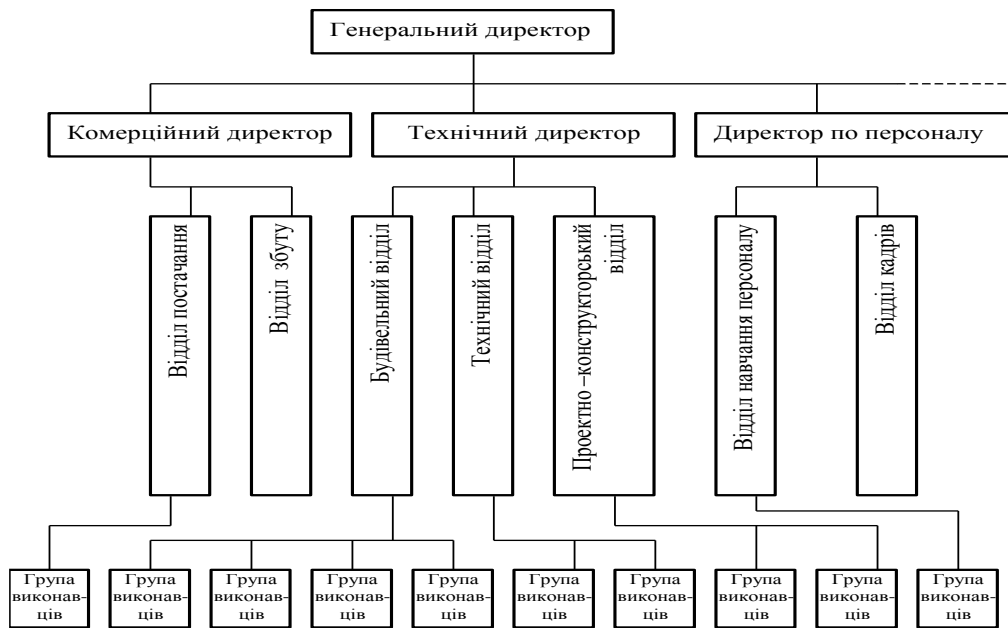 Генеральний директор
Комерційний директор
Технічний директор
Директор по персоналу
Відділ постачання
Відділ збуту
Будівельний відділ
Технічний відділ
Проектно –конструкторський
відділ
Відділ навчання персоналу
Відділ кадрів
Група
виконав-
ців
Група
виконав-
ців
Група
виконав-
ців
Група
виконав-
ців
Група
виконав-
ців
Група
виконав-
ців
Група
виконав-
ців
Група
виконав-
ців
Група
виконав-
ців
Група
виконав-
ців